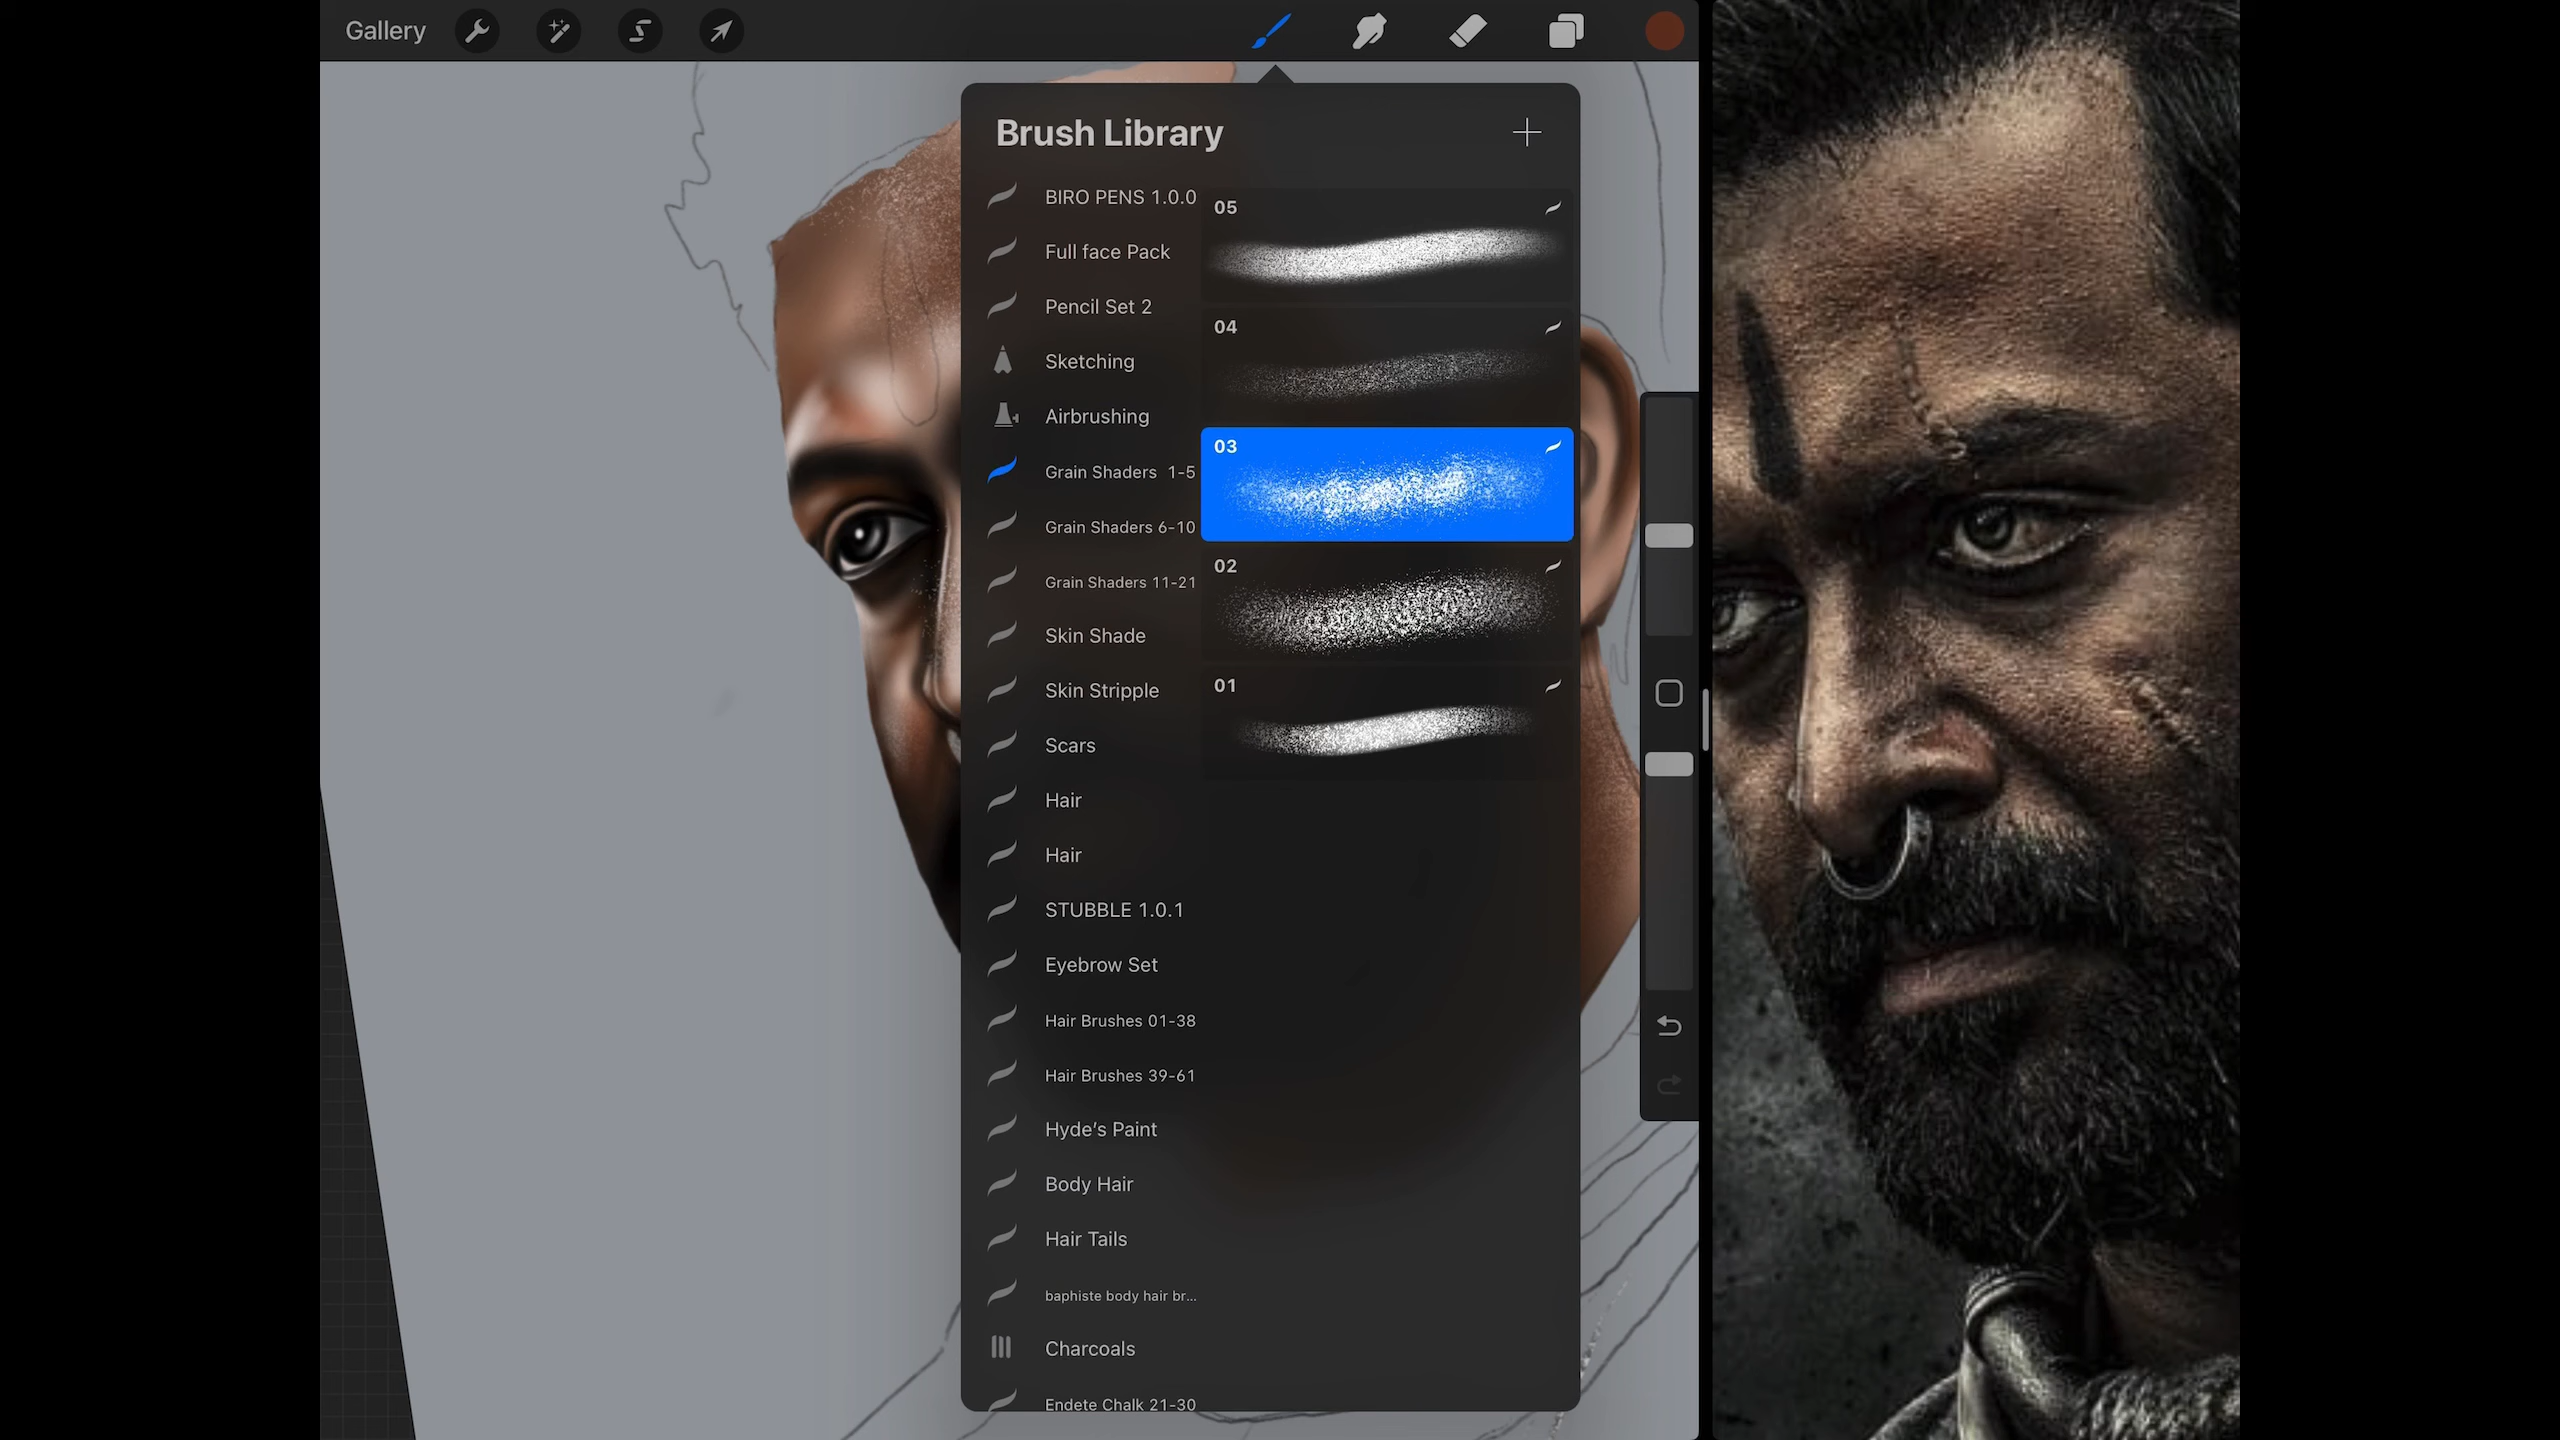 Gallery
Brush Library
BIRO PENS 1.0.0
Full face Pack
Pencil Set 2
Sketching
Airbrushing
Grain Shaders 1-5
Grain Shaders 6-10
Grain Shaders 11-21
Skin Shade
Skin Stripple
Scars
Hair
Hair
STUBBLE 1.0.1
Eyebrow Set
Hair Brushes 01-38
Hair Brushes 39-61
Hyde's Paint
Body Hair
Hair Tails
baphiste body hair br...
Charcoals
Endete Chalk 21-30
05
04
03
02
01